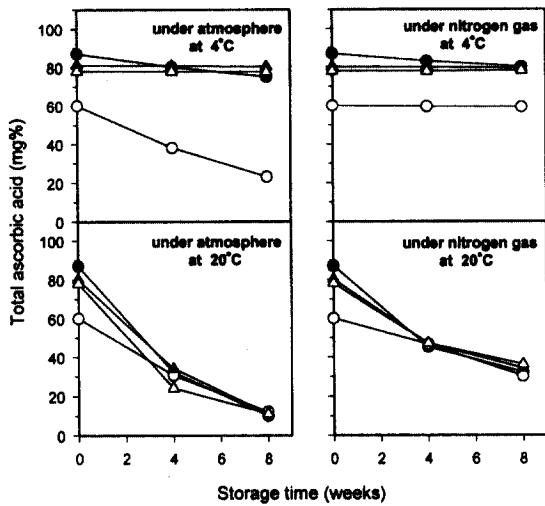 under atmosphere
at 4°C
under nitrogen gas
at 4°C
100
80
60
40
20
0
under atmosphere
at 20°C
under nitrogen gas
at 20°C
100
80
60
40
20
0
0 2 4 6 8
0 2 4 6 8
Total ascorbic acid (mg%)
Storage time (weeks)